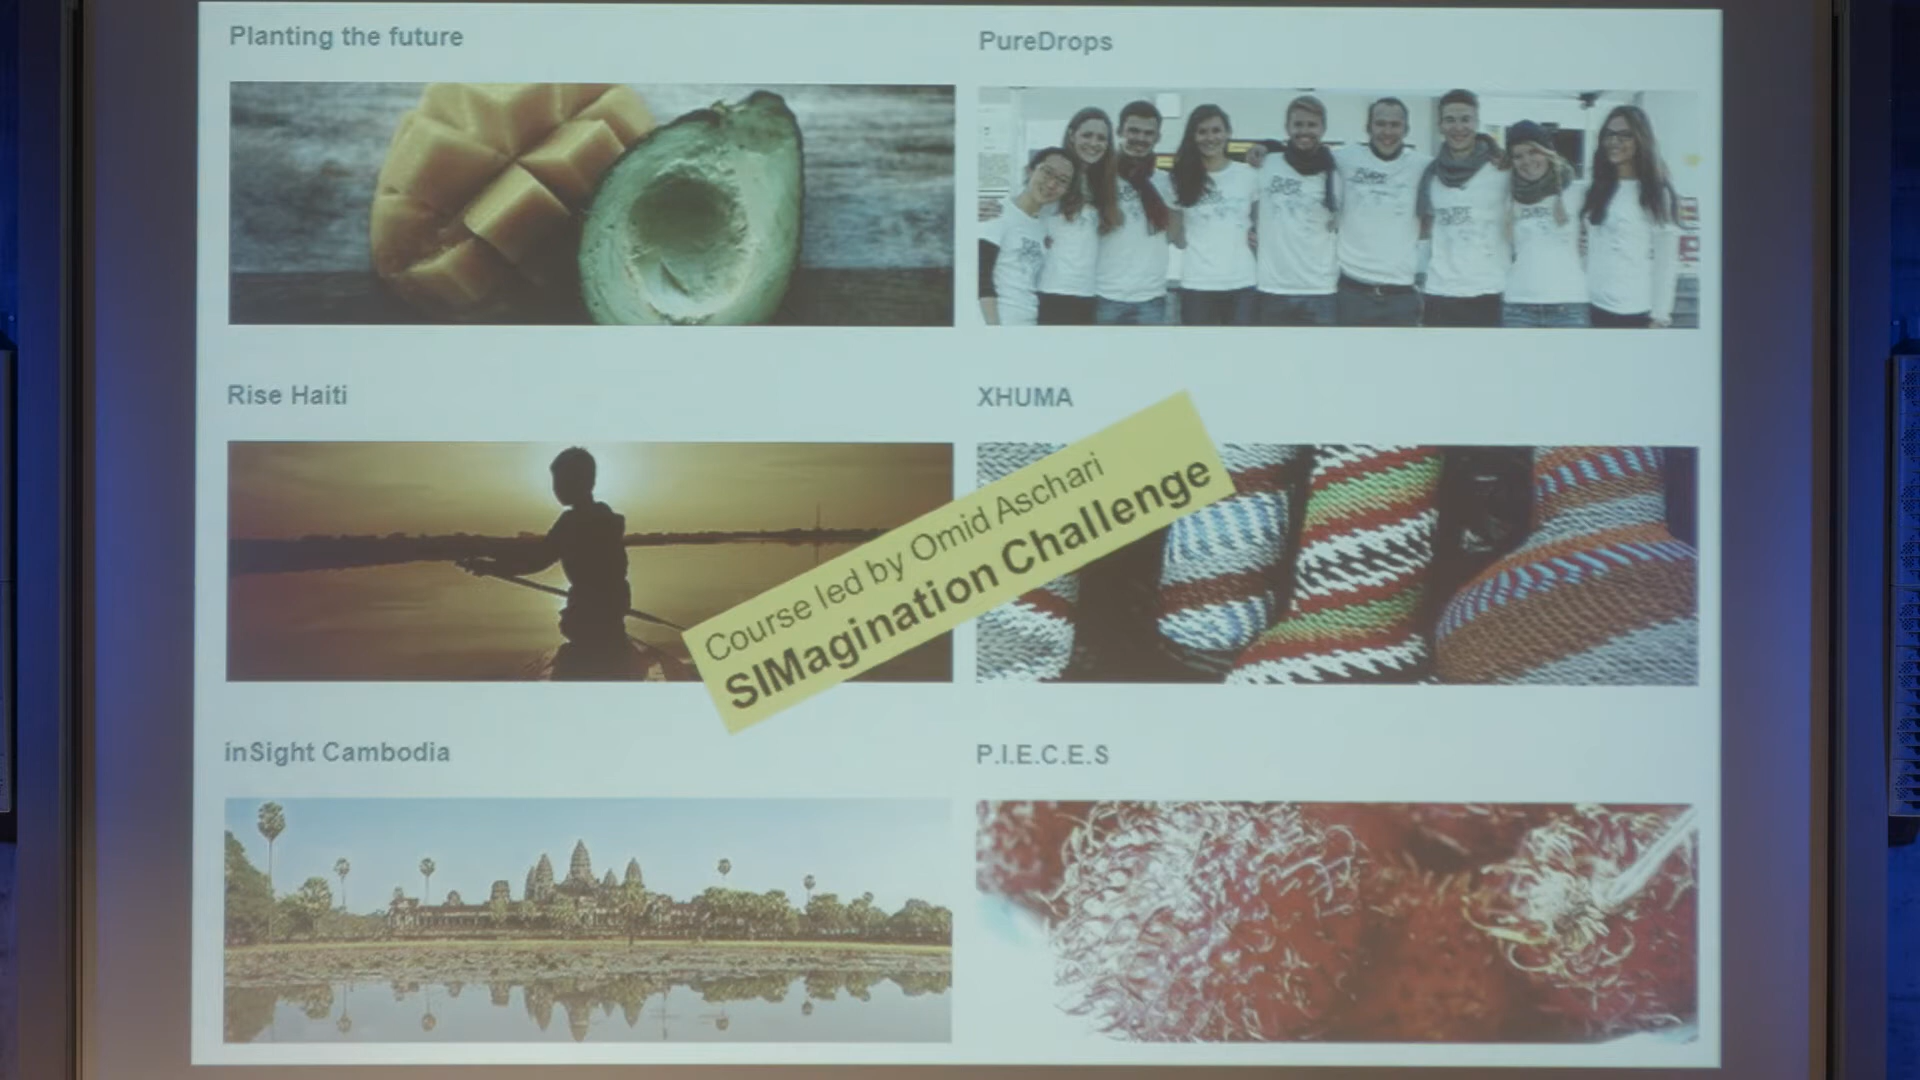 Planting the future
PureDrops
Rise Haiti
XHUMA
Course led by Omid Aschari
SIMagination Challenge
inSight Cambodia
P.I.E.C.E.S